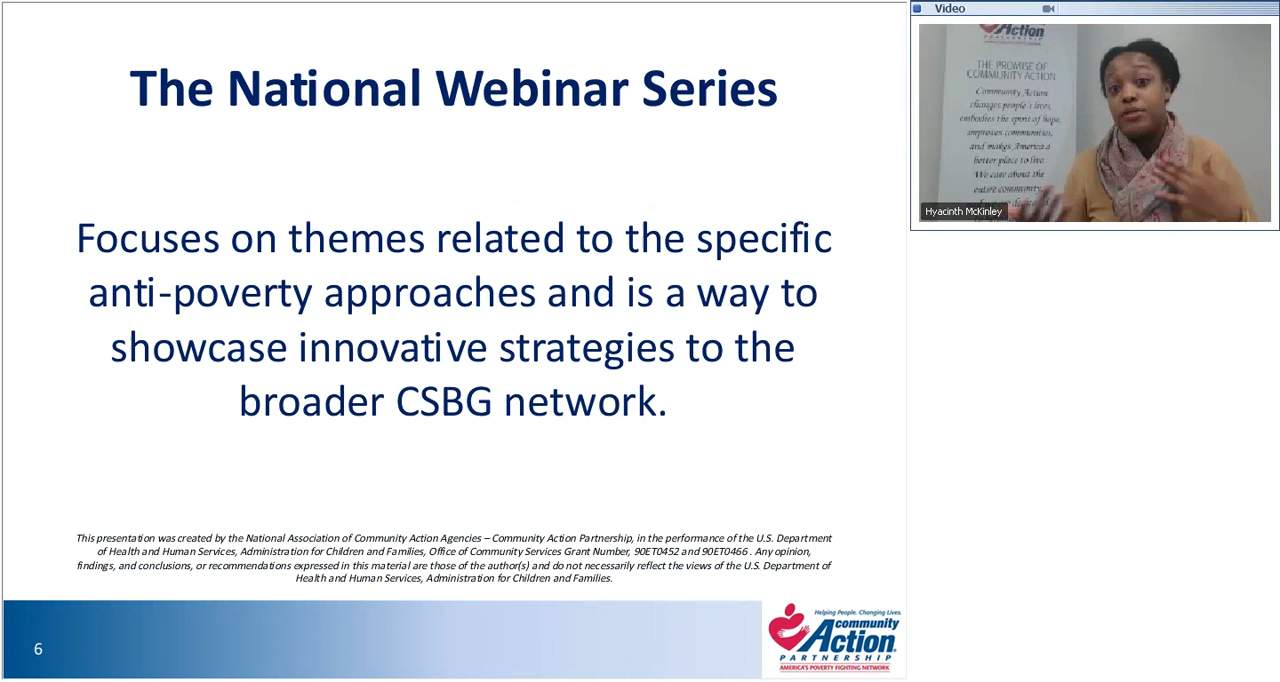 The National Webinar Series
Focuses on themes related to the specific
anti-poverty approaches and is a way to
showcase innovative strategies to the
broader CSBG network.
This presentation was created by the National Association of Community Action Agencies – Community Action Partnership, in the performance of the U.S. Department
of Health and Human Services, Administration for Children and Families, Office of Community Services Grant Number, 90ET0452 and 90ET0466 . Any opinion,
findings, and conclusions, or recommendations expressed in this material are those of the author(s) and do not necessarily reflect the views of the U.S. Department of
Health and Human Services, Administration for Children and Families.
6
Helping People. Changing Lives.
community
Action
PARTNERSHIP
AMERICA'S POVERTY FIGHTING NETWORK
Video
Action
PARTNERSHIP
THE PROMISE OF
COMMUNITY ACTION
Community Action
changes people's lives,
embodies the spirit of hope,
improves communities,
and makes America a
better place to live.
We care about the
entire community,
Hyacinth McKinley